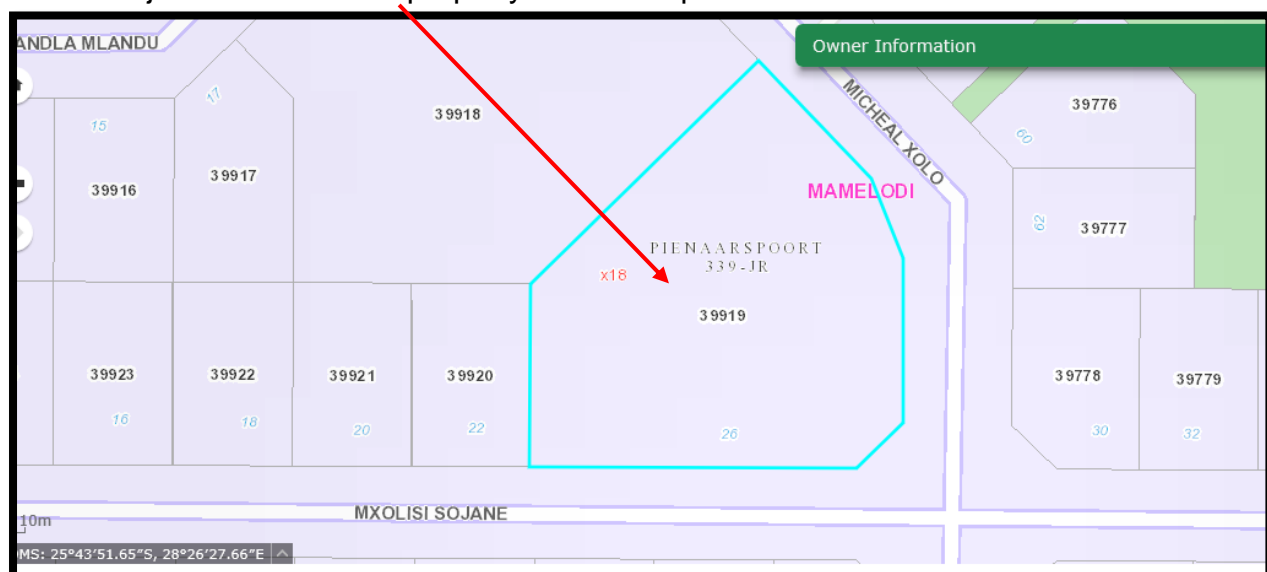 ANDLA MLANDU
Owner Information
17
MICHEAL XOLO
39776
39918
15
60
39917
39916
MAMELODI
62
39777
PIENAARSPOORT
339-JR
x18
39919
39923
39922
39921
39920
39778
39779
16
18
20
22
26
30
32
MXOLISI SOJANE
10m
DMS: 25°43'51.65"S, 28°26'27.66"E